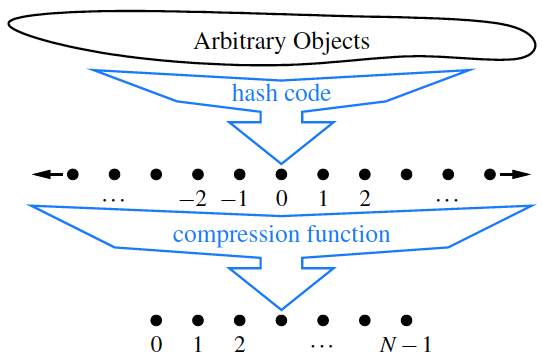 Arbitrary Objects
hash code
... −2 −1 0 1 2 ...
compression function
0 1 2 ... N − 1